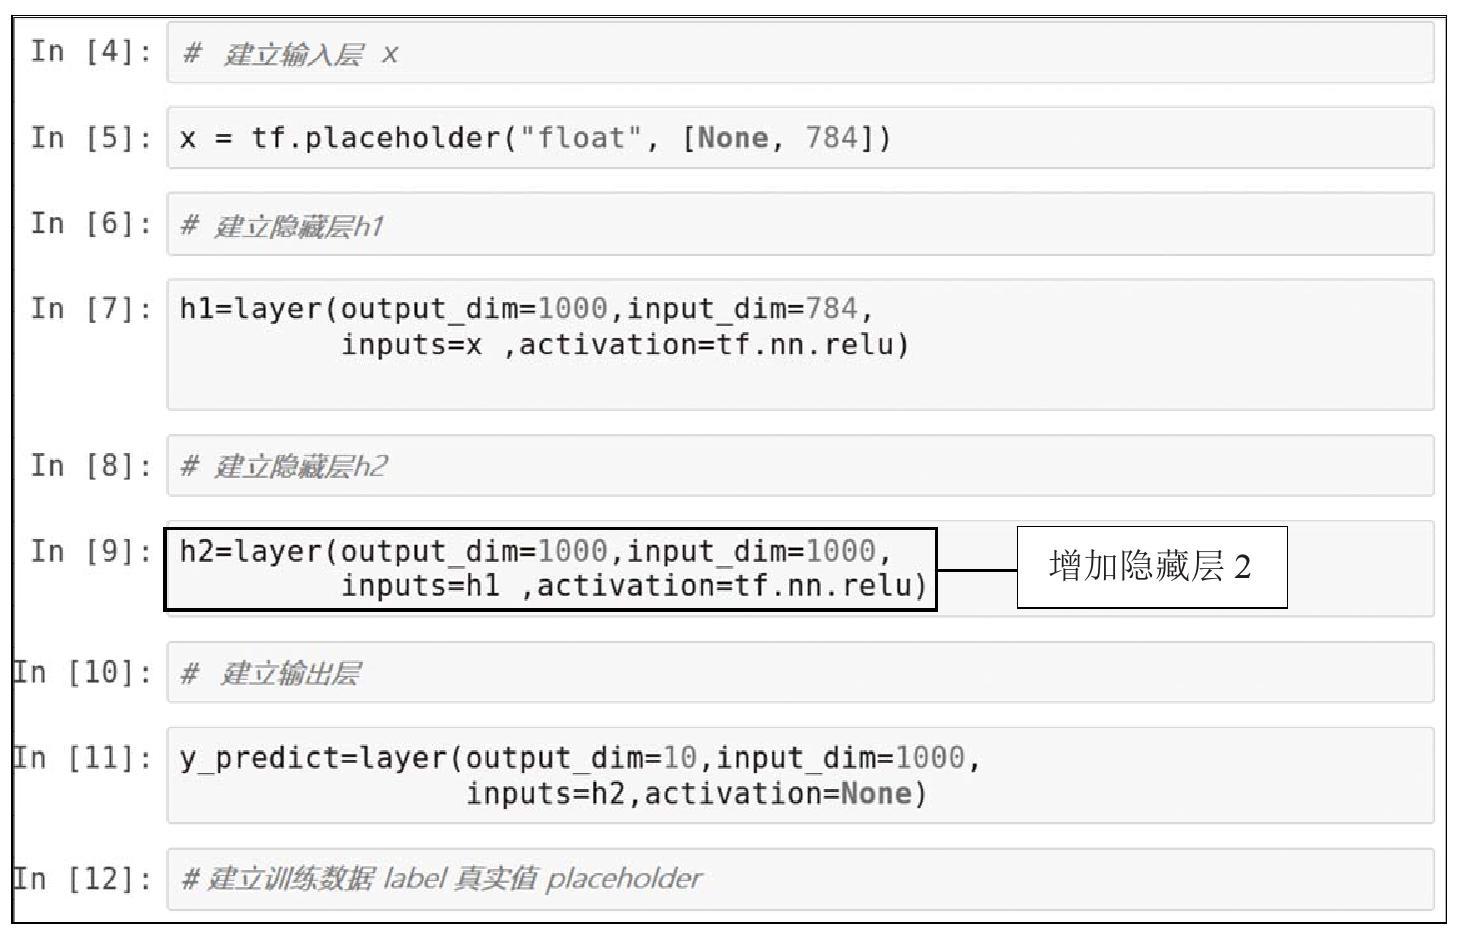 In [4]: # 建立输入层 x
In [5]: x = tf.placeholder("float", [None, 784])
In [6]: # 建立隐藏层h1
In [7]: h1=layer(output_dim=1000,input_dim=784,
inputs=x ,activation=tf.nn.relu)
In [8]: # 建立隐藏层h2
In [9]: h2=layer(output_dim=1000,input_dim=1000,
inputs=h1 ,activation=tf.nn.relu)
增加隐藏层 2
In [10]: # 建立输出层
In [11]: y_predict=layer(output_dim=10,input_dim=1000,
inputs=h2,activation=None)
In [12]: # 建立训练数据 label 真实值 placeholder